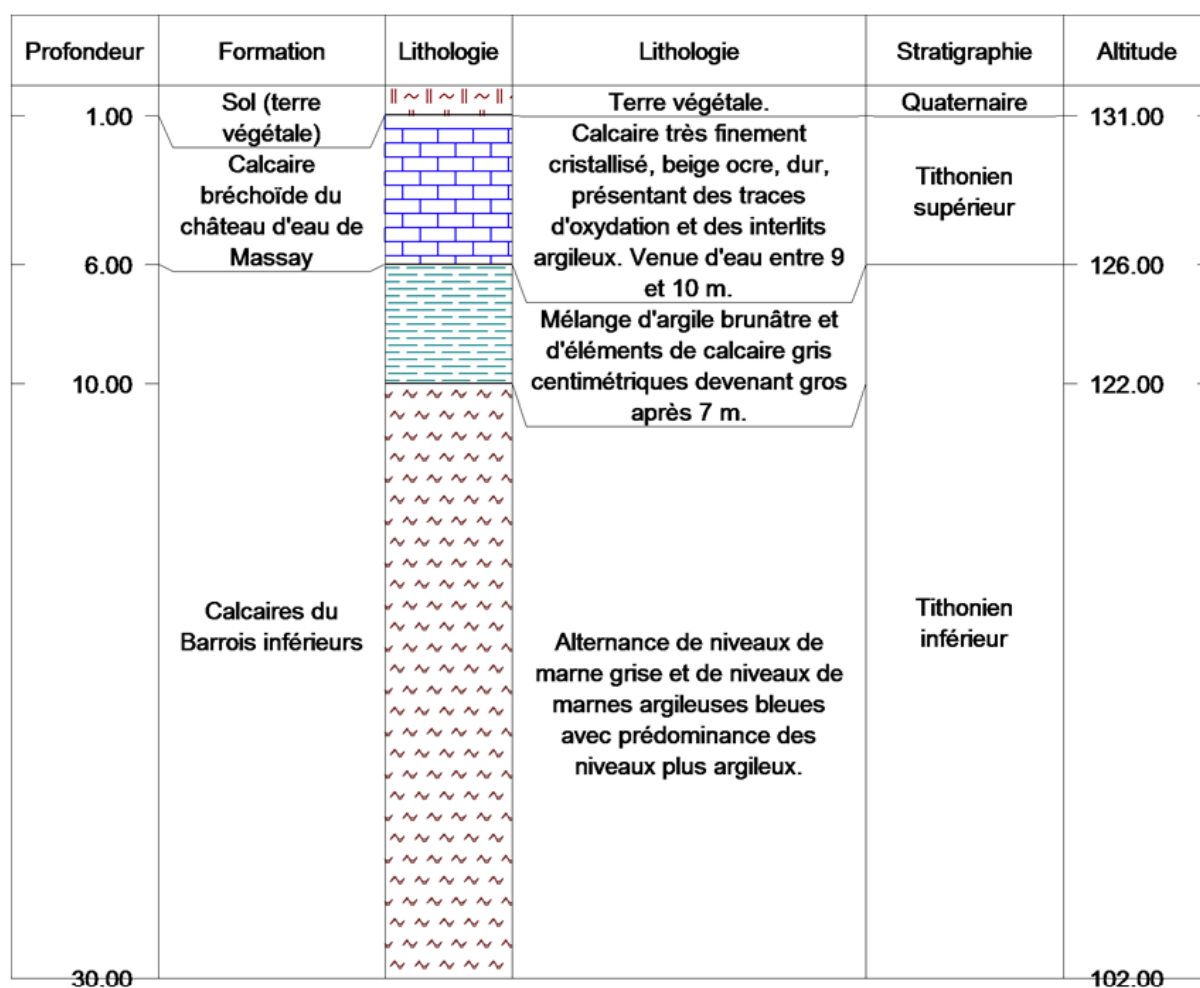 Profondeur Formation Lithologie Lithologie Stratigraphie Altitude
Sol (terre
végétale)
Terre végétale.
Quaternaire
1.00
131.00
Calcaire
bréchoïde du
château d'eau de
Massay
Calcaire très finement
cristallisé, beige ocre, dur,
présentant des traces
d'oxydation et des interlits
argileux. Venue d'eau entre 9
et 10 m.
Tithonien
supérieur
6.00
126.00
Mélange d'argile brunâtre et
d'éléments de calcaire gris
centimétriques devenant gros
après 7 m.
10.00
122.00
Calcaires du
Barrois inférieurs
Alternance de niveaux de
marne grise et de niveaux de
marnes argileuses bleues
avec prédominance des
niveaux plus argileux.
Tithonien
inférieur
30.00
102.00